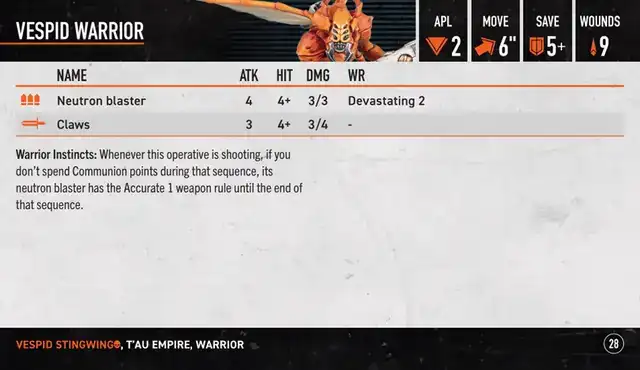 VESPID WARRIOR
APL
2
MOVE
6"
SAVE
5+
WOUNDS
9
NAME ATK HIT DMG WR
Neutron blaster 4 4+ 3/3 Devastating 2
Claws 3 4+ 3/4 -
Warrior Instincts: Whenever this operative is shooting, if you
don't spend Communion points during that sequence, its
neutron blaster has the Accurate 1 weapon rule until the end of
that sequence.
VESPID STINGWING, T'AU EMPIRE, WARRIOR
28